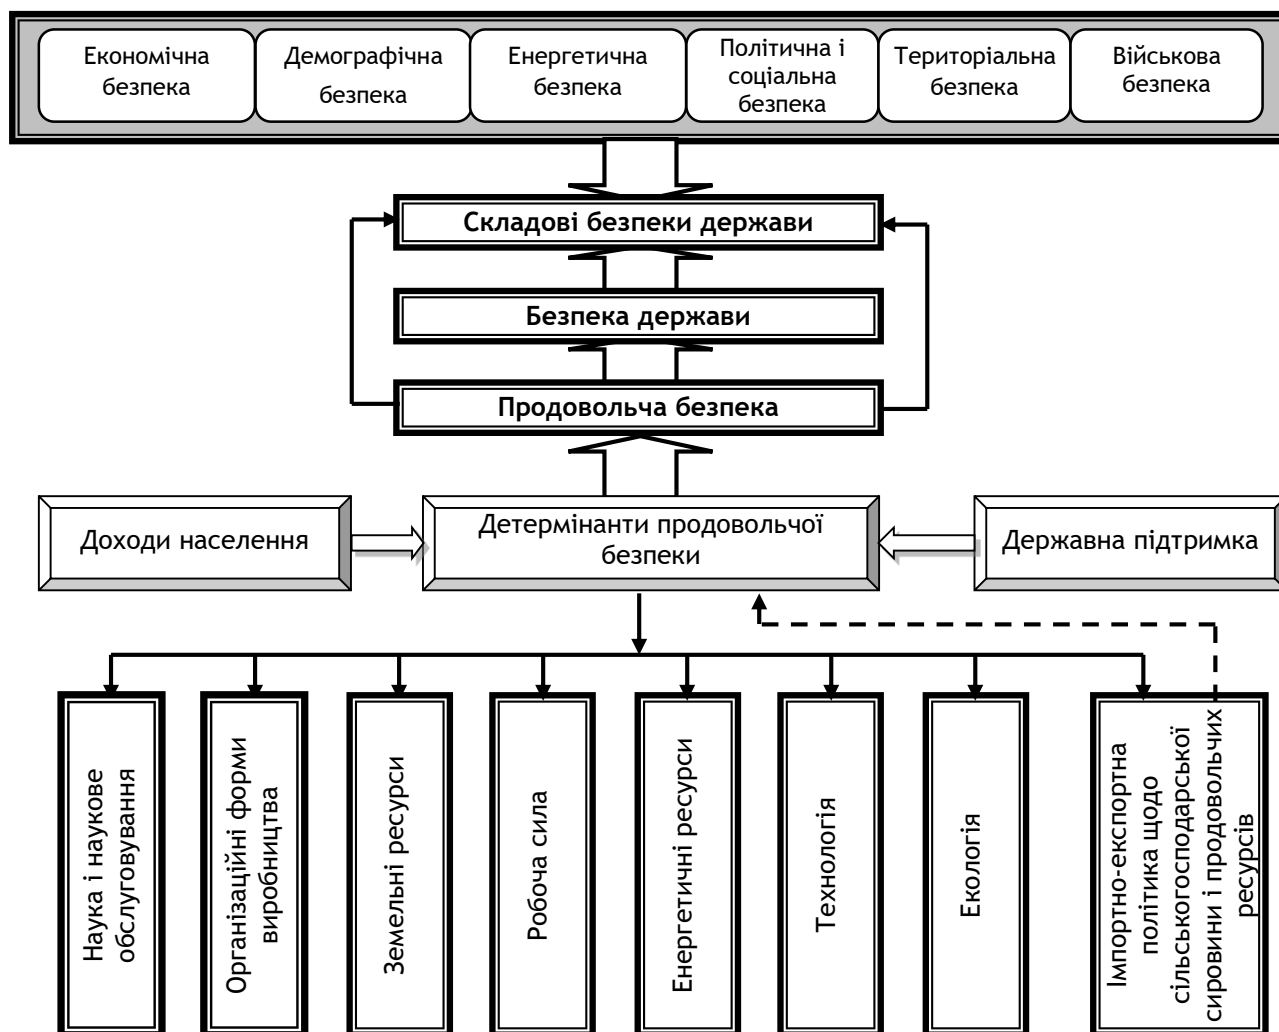 Економічна
безпека
Демографічна
безпека
Енергетична
безпека
Політична і
соціальна
безпека
Територіальна
безпека
Військова
безпека
Складові безпеки держави
Безпека держави
Продовольча безпека
Доходи населення
Детермінанти продовольчої
безпеки
Державна підтримка
Наука і наукове
обслуговування
Організаційні форми
виробництва
Земельні ресурси
Робоча сила
Енергетичні ресурси
Технологія
Екологія
Імпортно-експортна
політика щодо
сільськогосподарської
сировини і продовольчих
ресурсів